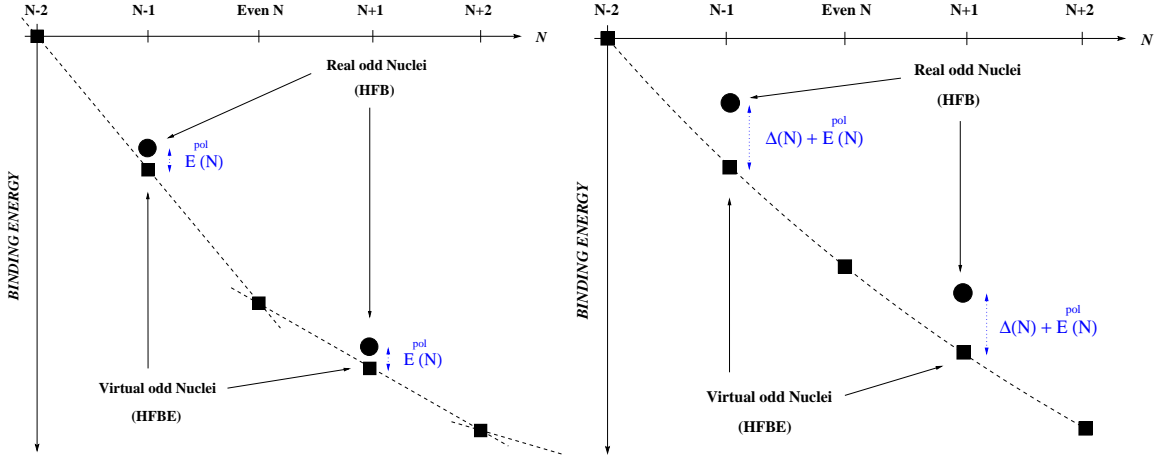 N-2 N-1 Even N N+1 N+2
N
Real odd Nuclei
(HFB)
pol
E (N)
BINDING ENERGY
pol
E (N)
Virtual odd Nuclei
(HFBE)
N-2 N-1 Even N N+1 N+2
N
Real odd Nuclei
(HFB)
pol
Δ(N) + E (N)
BINDING ENERGY
pol
Δ(N) + E (N)
Virtual odd Nuclei
(HFBE)